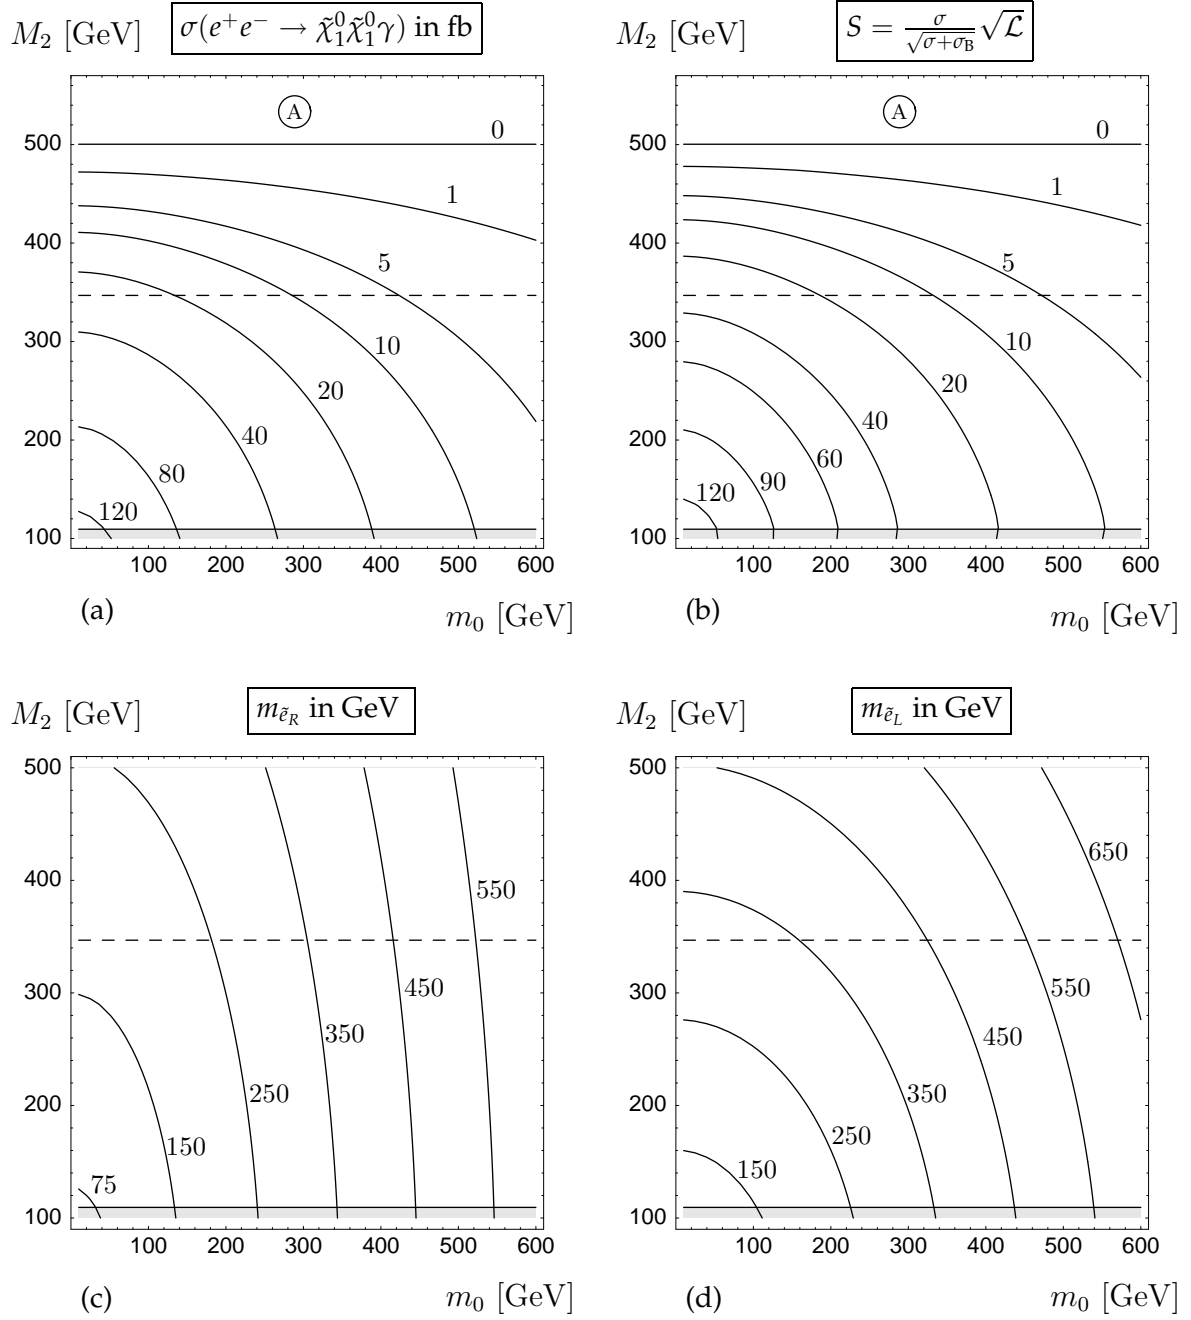 M₂ [GeV]
σ(e⁺e⁻ → χ̃₁⁰χ̃₁⁰γ) in fb
A
0
500
1
400
5
300
10
20
200
40
80
120
100
100 200 300 400 500 600
(a)
m₀ [GeV]
M₂ [GeV]
S = σ/√(σ+σ_B) √ℒ
A
0
500
1
400
5
300
10
20
200
40
60
90
120
100
100 200 300 400 500 600
(b)
m₀ [GeV]
M₂ [GeV]
m_ẽ_R in GeV
500
400
550
300
450
350
200
250
150
75
100
100 200 300 400 500 600
(c)
m₀ [GeV]
M₂ [GeV]
m_ẽ_L in GeV
500
650
400
550
300
450
350
200
250
150
100
100 200 300 400 500 600
(d)
m₀ [GeV]